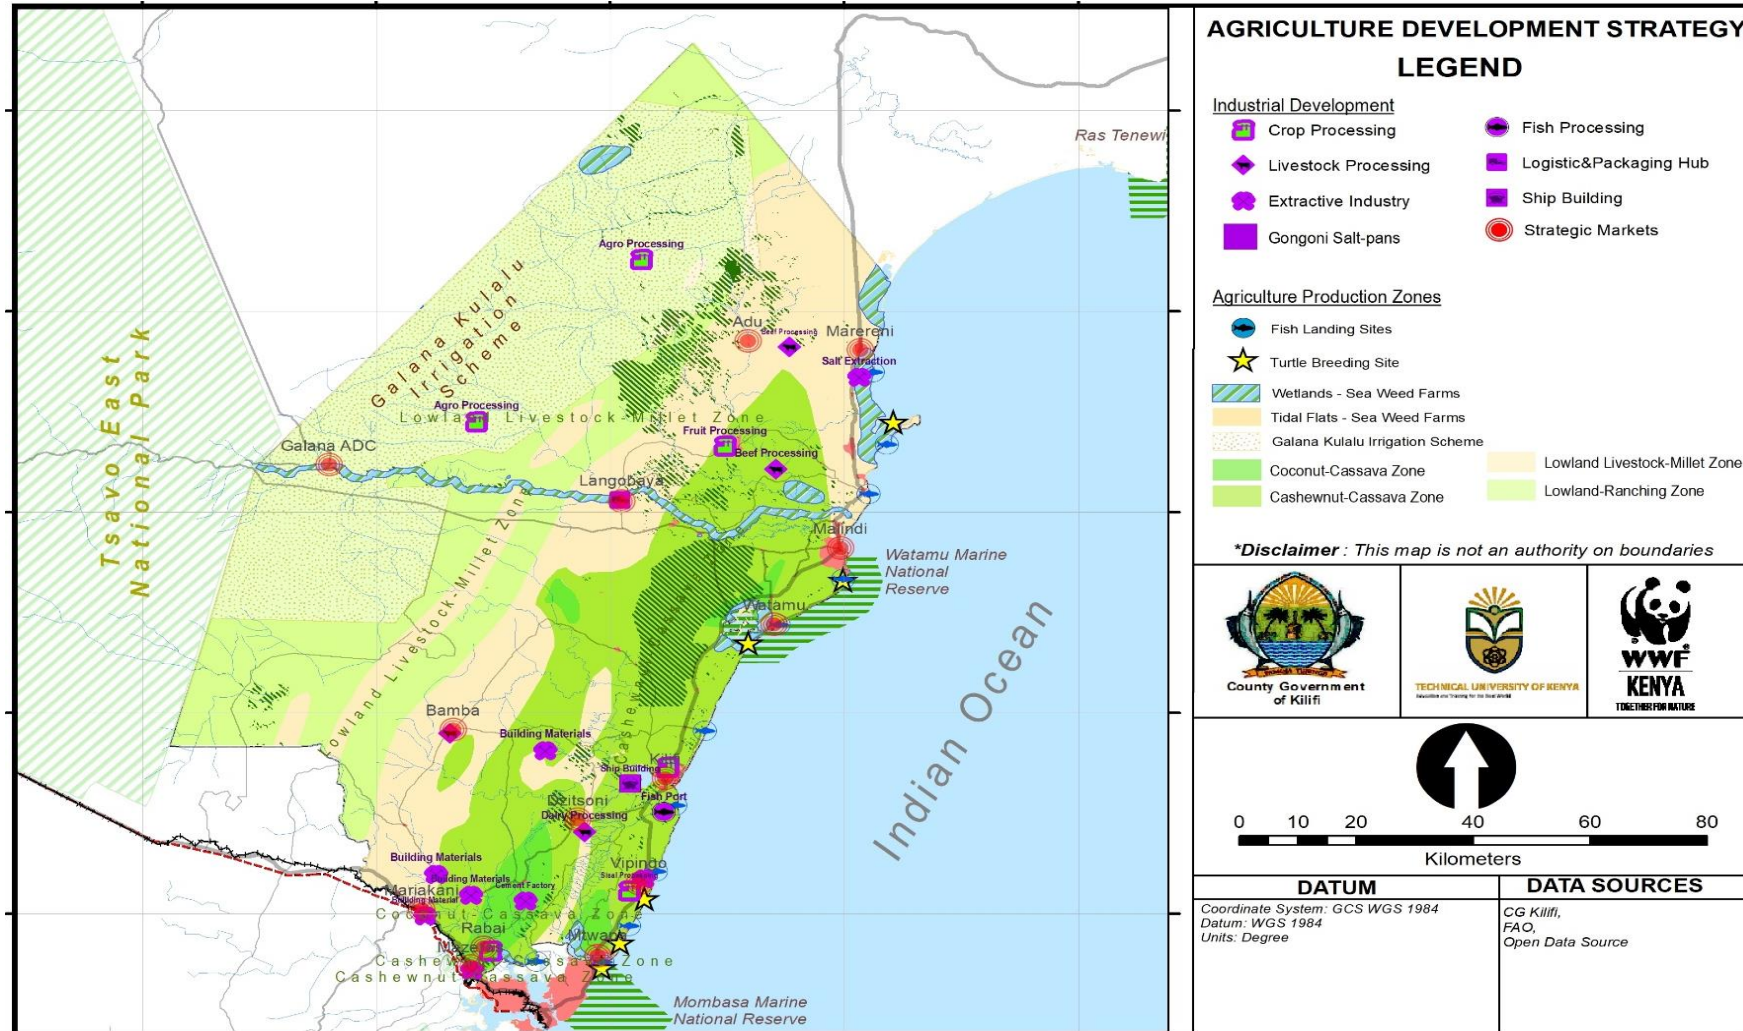 AGRICULTURE DEVELOPMENT STRATEGY
LEGEND
Industrial Development
Crop Processing
Livestock Processing
Extractive Industry
Gongoni Salt-pans
Fish Processing
Logistic&Packaging Hub
Ship Building
Strategic Markets
Agriculture Production Zones
Fish Landing Sites
Turtle Breeding Site
Wetlands - Sea Weed Farms
Tidal Flats - Sea Weed Farms
Galana Kulalu Irrigation Scheme
Coconut-Cassava Zone
Cashewnut-Cassava Zone
Lowland Livestock-Millet Zone
Lowland-Ranching Zone
*Disclaimer : This map is not an authority on boundaries
County Government
of Kilifi
TECHNICAL UNIVERSITY OF KENYA
WWF
KENYA
TOGETHER FOR NATURE
0 10 20 40 60 80
Kilometers
DATUM
Coordinate System: GCS WGS 1984
Datum: WGS 1984
Units: Degree
DATA SOURCES
CG Kilifi,
FAO,
Open Data Source
Ras Tenewi
Agro Processing
Galana Kulalu
Irrigation
Scheme
Adu
Beef Processing
Marereni
Salt Extraction
Agro Processing
Lowland Livestock-Millet Zone
Fruit Processing
Beef Processing
Galana ADC
Langobaya
Tsavo East
National Park
Malindi
Watamu Marine
National
Reserve
Watamu
Lowland Livestock-Millet Zone
Bamba
Building Materials
Ship Building
Fish Port
Dzitsoni
Dairy Processing
Indian Ocean
Building Materials
Vipingo
Sisal Processing
Building Materials
Cement Factory
Mariakani
Building Material
Coconut-Cassava Zone
Rabai
Mtwapa
Cashewnut-Cassava Zone
Cashewnut-Cassava Zone
Mombasa Marine
National Reserve